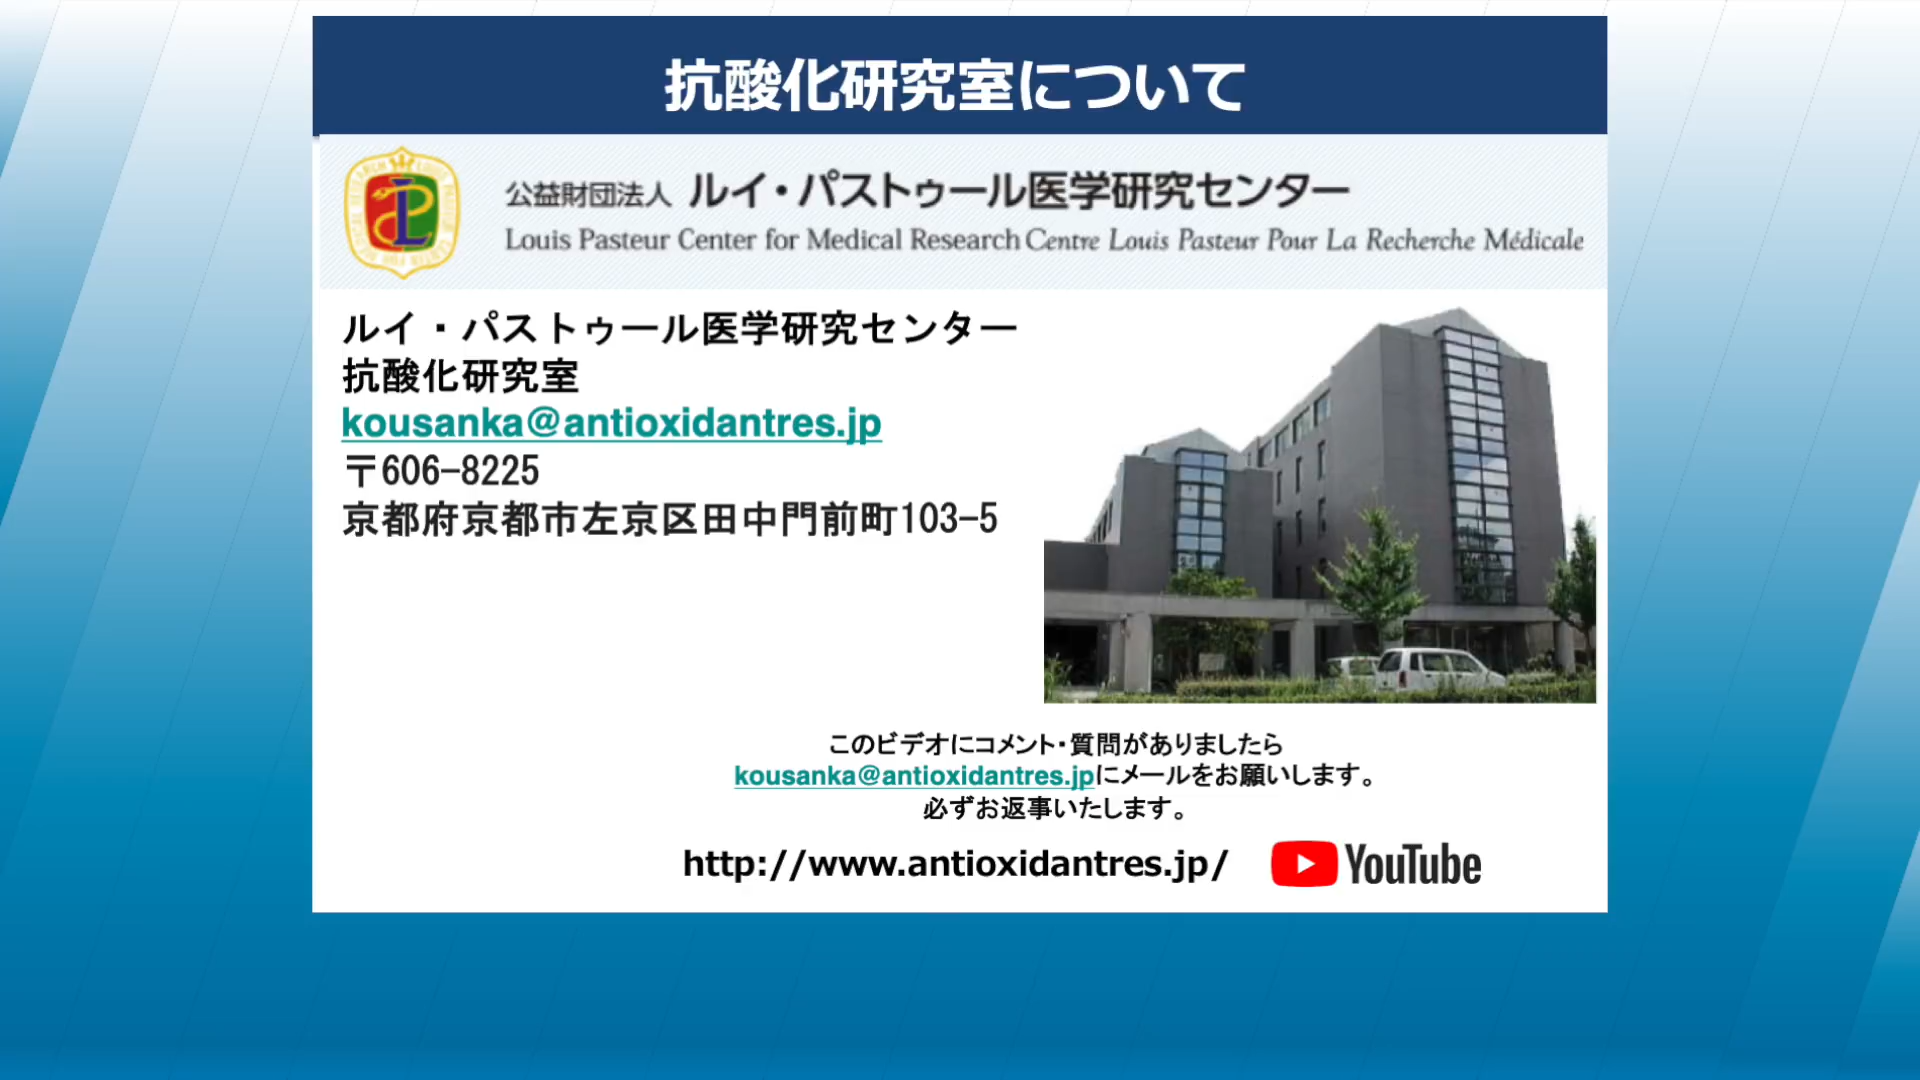 抗酸化研究室について
公益財団法人 ルイ・パストゥール医学研究センター
Louis Pasteur Center for Medical Research Centre Louis Pasteur Pour La Recherche Médicale
ルイ・パストゥール医学研究センター
抗酸化研究室
kousanka@antioxidantres.jp
〒606-8225
京都府京都市左京区田中門前町103-5
このビデオにコメント・質問がありましたら
kousanka@antioxidantres.jpにメールをお願いします。
必ずお返事いたします。
http://www.antioxidantres.jp/ YouTube